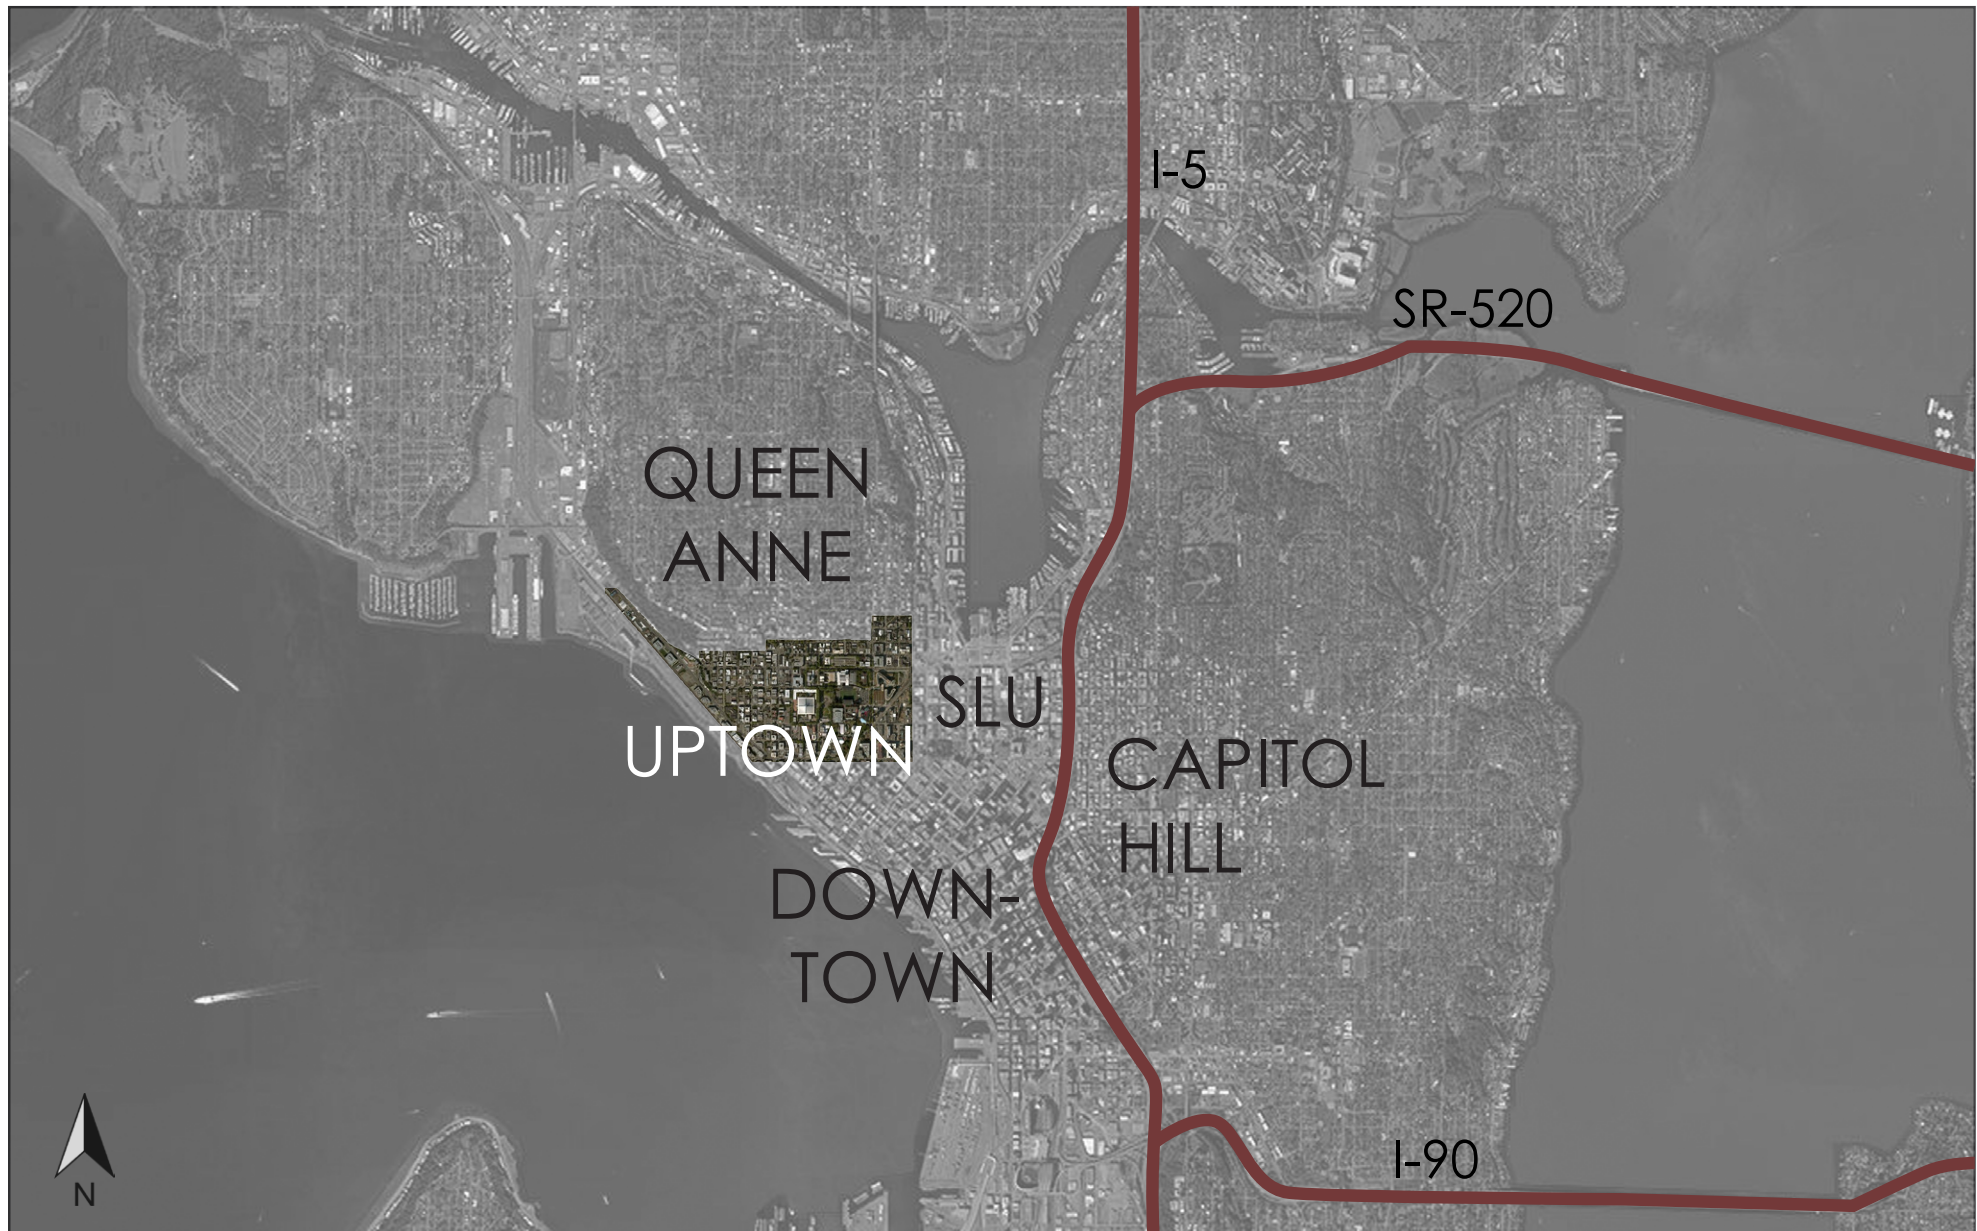 I-5
SR-520
QUEEN
ANNE
SLU
UPTOWN
CAPITOL
HILL
DOWN-
TOWN
I-90
N